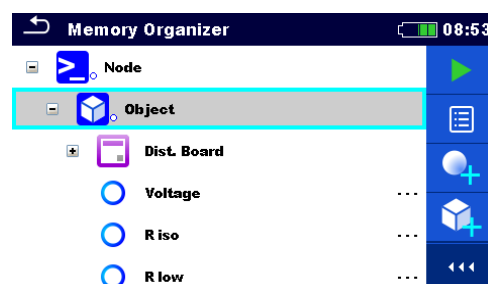 Memory Organizer 08:53
Node
Object
Dist. Board
Voltage ...
R iso ...
R low ...